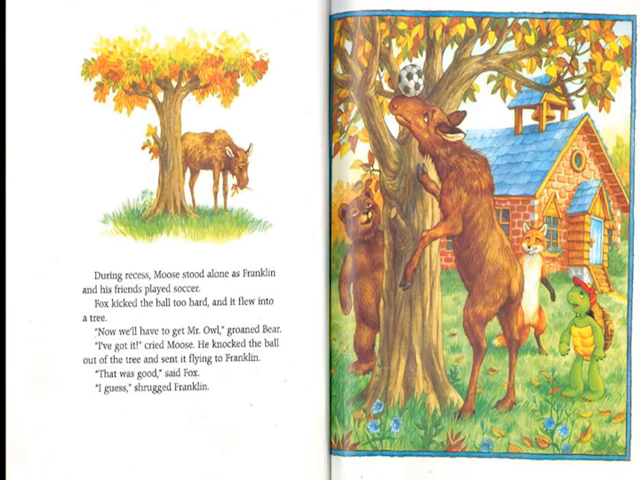 During recess, Moose stood alone as Franklin
and his friends played soccer.
Fox kicked the ball too hard, and it flew into
a tree.
"Now we'll have to get Mr. Owl," groaned Bear.
"I've got it!" cried Moose. He knocked the ball
out of the tree and sent it flying to Franklin.
"That was good," said Fox.
"I guess," shrugged Franklin.